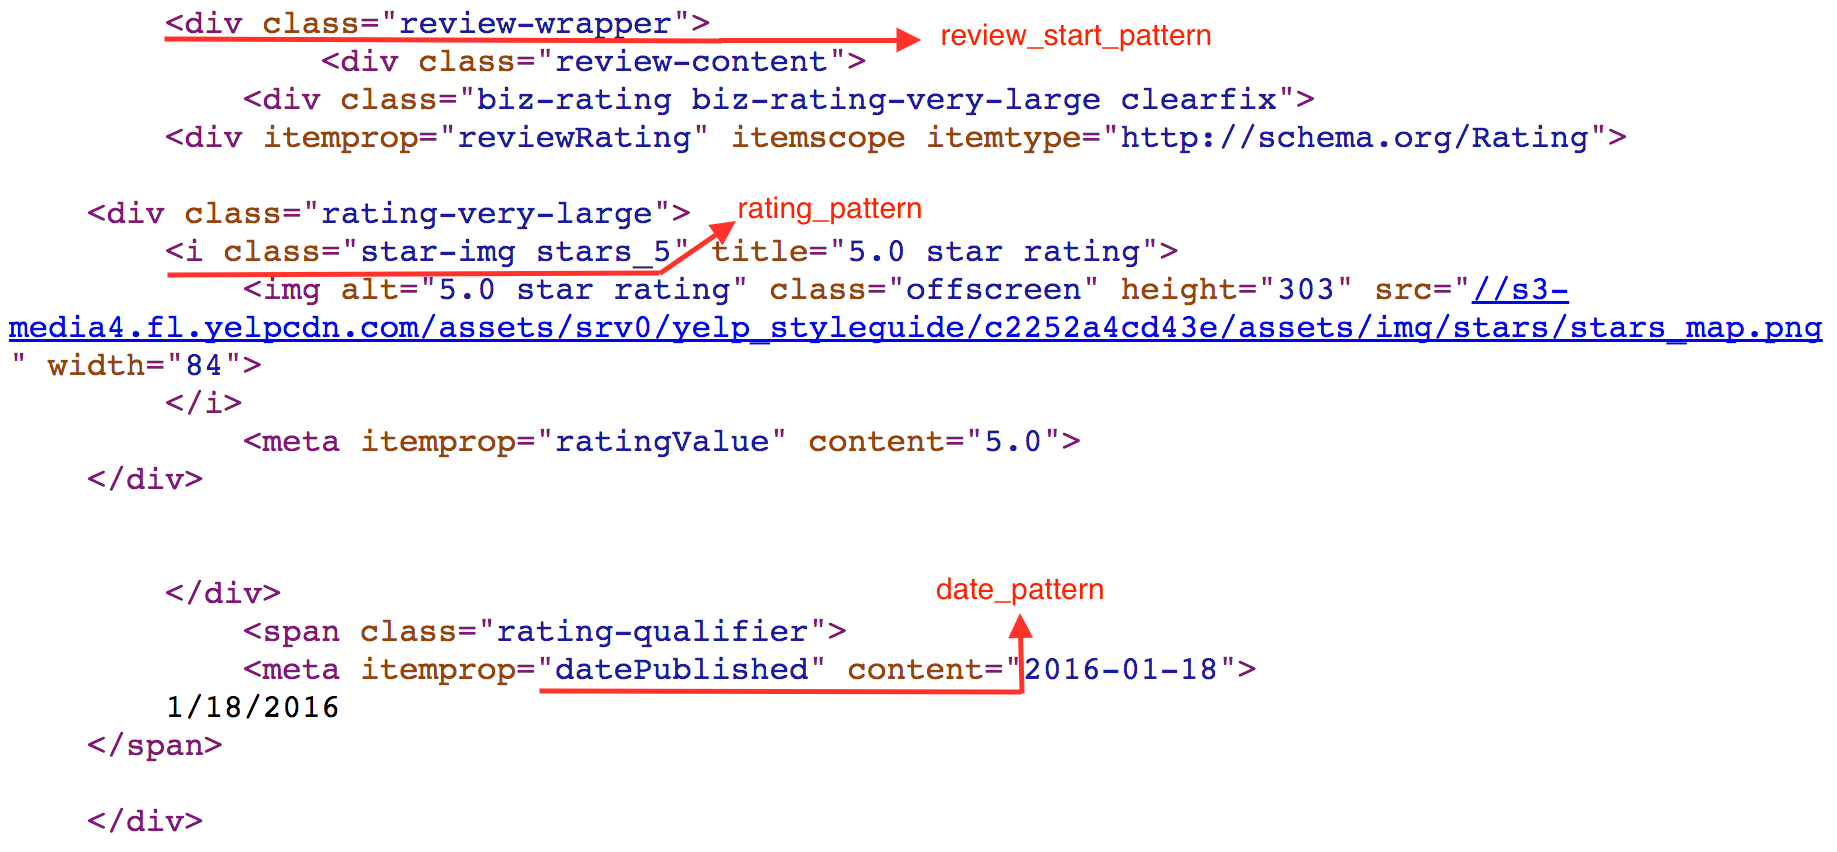 <div class="review-wrapper">
review_start_pattern
<div class="review-content">
<div class="biz-rating biz-rating-very-large clearfix">
<div itemprop="reviewRating" itemscope itemtype="http://schema.org/Rating">
<div class="rating-very-large">
rating_pattern
<i class="star-img stars_5" title="5.0 star rating">
<img alt="5.0 star rating" class="offscreen" height="303" src="//s3-
media4.fl.yelpcdn.com/assets/srv0/yelp_styleguide/c2252a4cd43e/assets/img/stars/stars_map.png
" width="84">
</i>
<meta itemprop="ratingValue" content="5.0">
</div>
</div>
date_pattern
<span class="rating-qualifier">
<meta itemprop="datePublished" content="2016-01-18">
1/18/2016
</span>
</div>